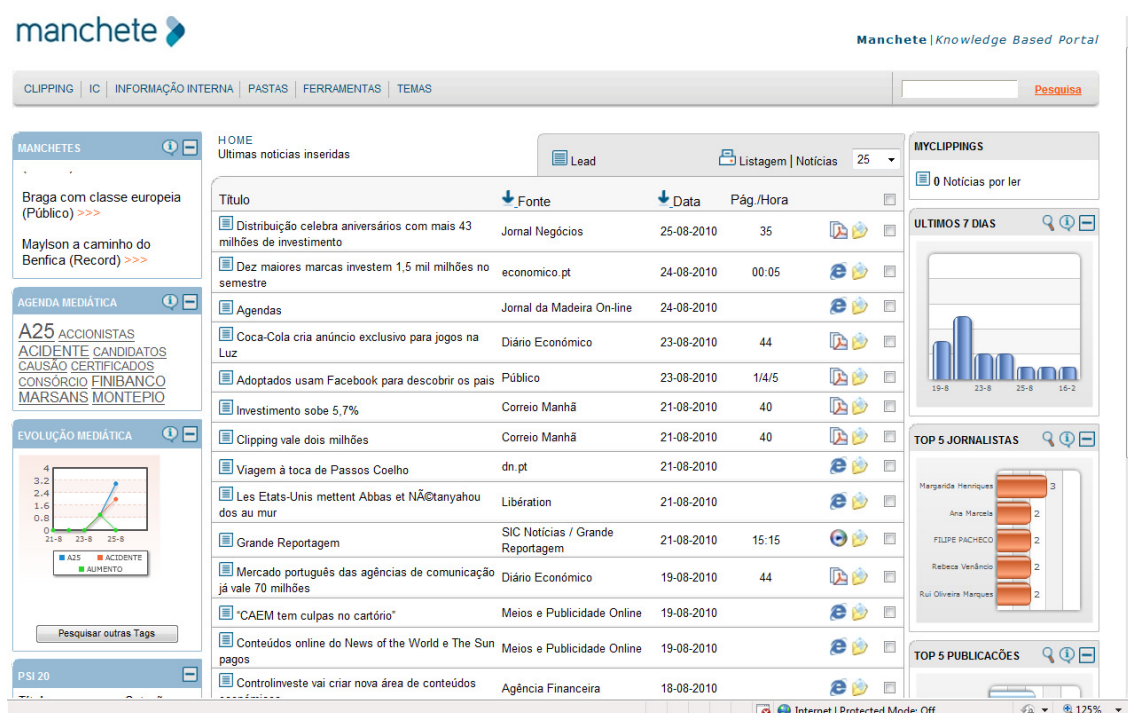 manchete
Manchete|Knowledge Based Portal
CLIPPING | IC | INFORMAÇÃO INTERNA | PASTAS | FERRAMENTAS | TEMAS
Pesquisa
MANCHETES
Braga com classe europeia
(Público) >>>
Maylson a caminho do
Benfica (Record) >>>
AGENDA MEDIÁTICA
A25 ACCIONISTAS
ACIDENTE CANDIDATOS
CAUSÃO CERTIFICADOS
CONSÓRCIO FINIBANCO
MARSANS MONTEPIO
EVOLUÇÃO MEDIÁTICA
4
3.2
2.4
1.6
0.8
0
21-8 23-8 25-8
A25 ACIDENTE
AUMENTO
Pesquisar outras Tags
PSI 20
HOME
Ultimas noticias inseridas
Lead
Listagem | Notícias 25
Título Fonte Data Pág./Hora
Distribuição celebra aniversários com mais 43
milhões de investimento
Jornal Negócios 25-08-2010 35
Dez maiores marcas investem 1,5 mil milhões no
semestre
economico.pt 24-08-2010 00:05
Agendas Jornal da Madeira On-line 24-08-2010
Coca-Cola cria anúncio exclusivo para jogos na
Luz
Diário Económico 23-08-2010 44
Adoptados usam Facebook para descobrir os pais Público 23-08-2010 1/4/5
Investimento sobe 5,7% Correio Manhã 21-08-2010 40
Clipping vale dois milhões Correio Manhã 21-08-2010 40
Viagem à toca de Passos Coelho dn.pt 21-08-2010
Les Etats-Unis mettent Abbas et NÃ©tanyahou
dos au mur
Libération 21-08-2010
Grande Reportagem
SIC Notícias / Grande
Reportagem
21-08-2010 15:15
Mercado português das agências de comunicação
já vale 70 milhões
Diário Económico 19-08-2010 44
"CAEM tem culpas no cartório" Meios e Publicidade Online 19-08-2010
Conteúdos online do News of the World e The Sun
pagos
Meios e Publicidade Online 19-08-2010
Controlinveste vai criar nova área de conteúdos
Agência Financeira 18-08-2010
MYCLIPPINGS
0 Notícias por ler
ULTIMOS 7 DIAS
19-8 23-8 25-8 16-2
TOP 5 JORNALISTAS
Margarida Henriques 3
Ana Marcela 2
FILIPE PACHECO 2
Rebeca Venâncio 2
Rui Oliveira Marques 2
TOP 5 PUBLICACÕES
Internet | Protected Mode: Off 125%